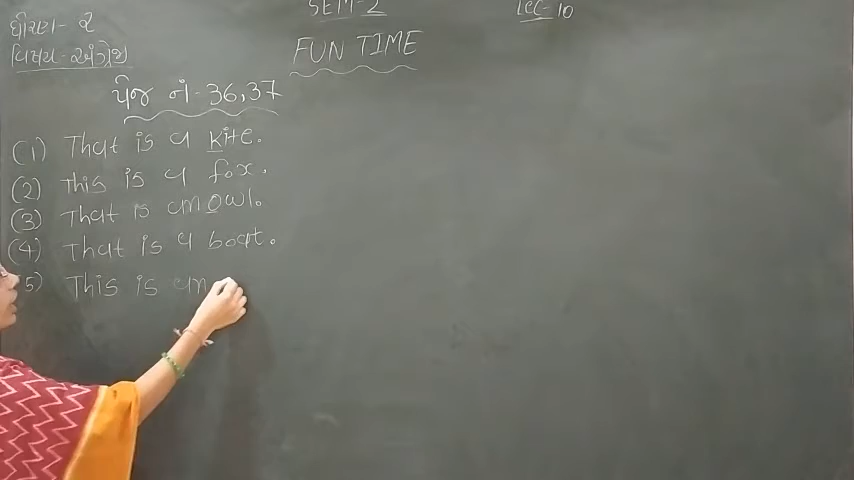 ધોરણ - ૨
SEM-2
Lec-10
વિષય - અંગ્રેજી
FUN TIME
પેજ નં - 36,37
(1) That is a kite.
(2) This is a fox.
(3) That is an owl.
(4) That is a boat.
5) This is an